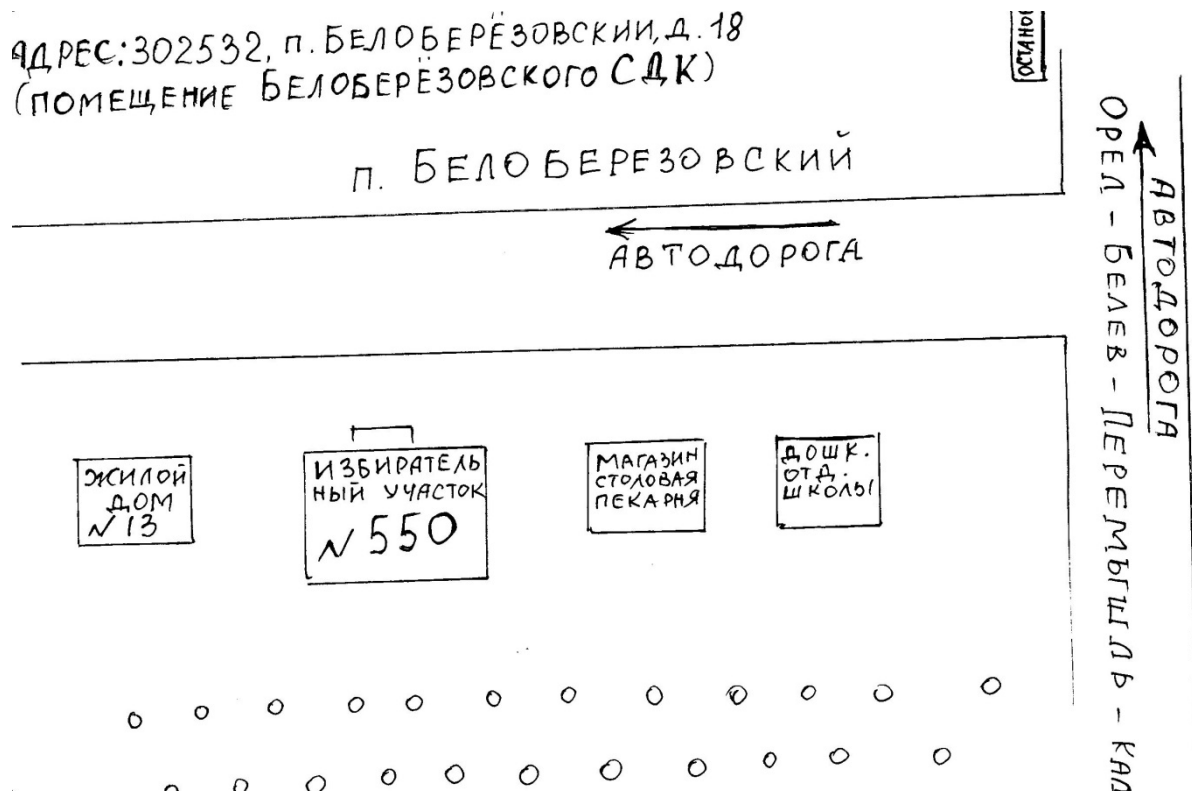 АДРЕС: 302532, п. БЕЛОБЕРЁЗОВСКИЙ, Д. 18
(ПОМЕЩЕНИЕ БЕЛОБЕРЁЗОВСКОГО СДК)
п. БЕЛОБЕРЕЗОВСКИЙ
АВТОДОРОГА
ЖИЛОЙ
ДОМ
№ 13
ИЗБИРАТЕЛЬ
НЫЙ УЧАСТОК
№ 550
МАГАЗИН
СТОЛОВАЯ
ПЕКАРНЯ
ДОШК.
ОТД.
ШКОЛЫ
АВТОДОРОГА
ОРЕЛ - БЕЛЕВ - ПЕРЕМЫШЛЬ -